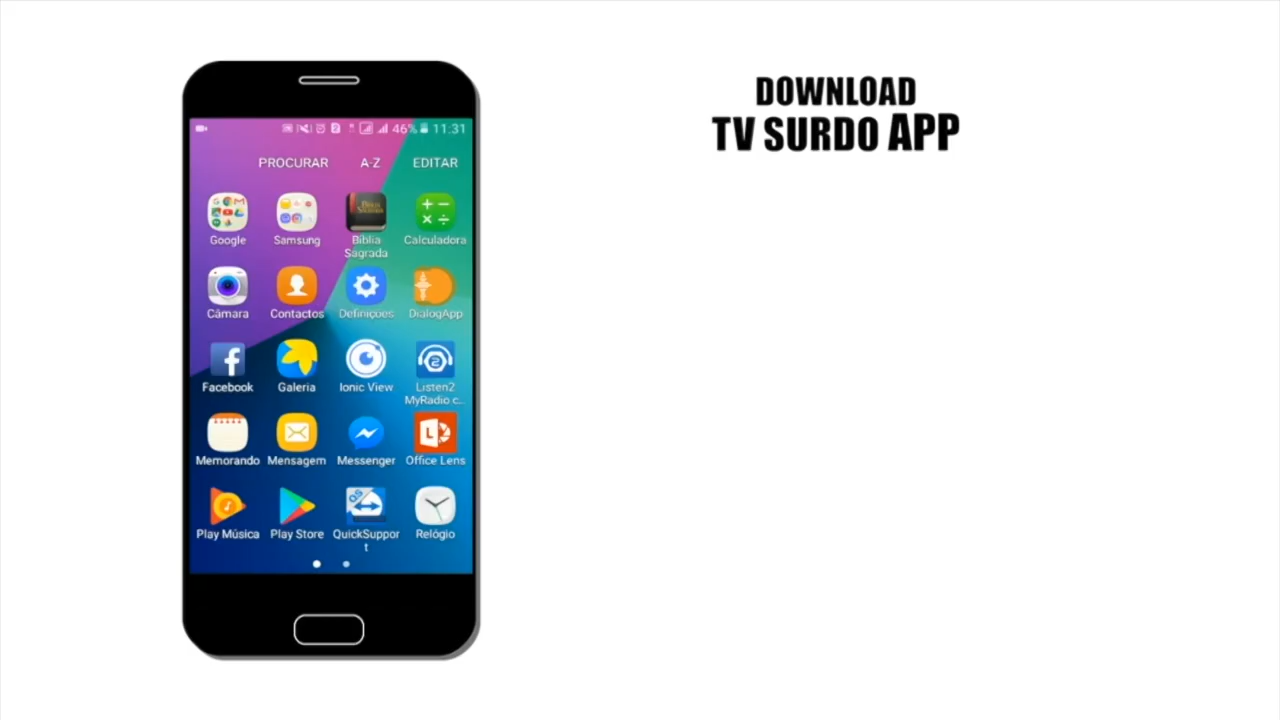 DOWNLOAD
TV SURDO APP
46% 11:31
PROCURAR A-Z EDITAR
Google Samsung Bíblia Sagrada Calculadora
Câmara Contactos Definições DialogApp
Facebook Galeria Ionic View Listen2 MyRadio c..
Memorando Mensagem Messenger Office Lens
Play Música Play Store QuickSupport Relógio